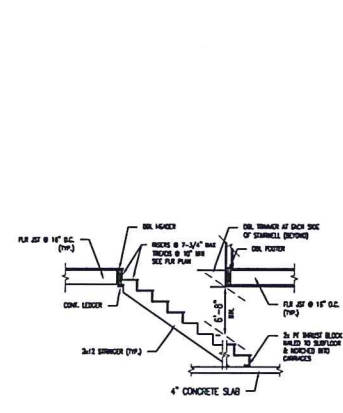 DBL HEADER
DBL TRIMMER AT EACH SIDE
OF STAIRWELL (BEYOND)
FLR JST @ 16" O.C.
(TYP.)
RISERS @ 7-3/4" MAX
TREADS @ 10" MIN
SEE FLR PLAN
DBL
CONT. LEDGER
6'-8"
MIN.
FLR JST @ 16" O.C.
(TYP.)
2x12 STRINGER (TYP.)
2x PT THRUST BLOCK
NAILED TO SUBFLOOR
& NOTCHED INTO
CARRIAGES
4" CONCRETE SLAB